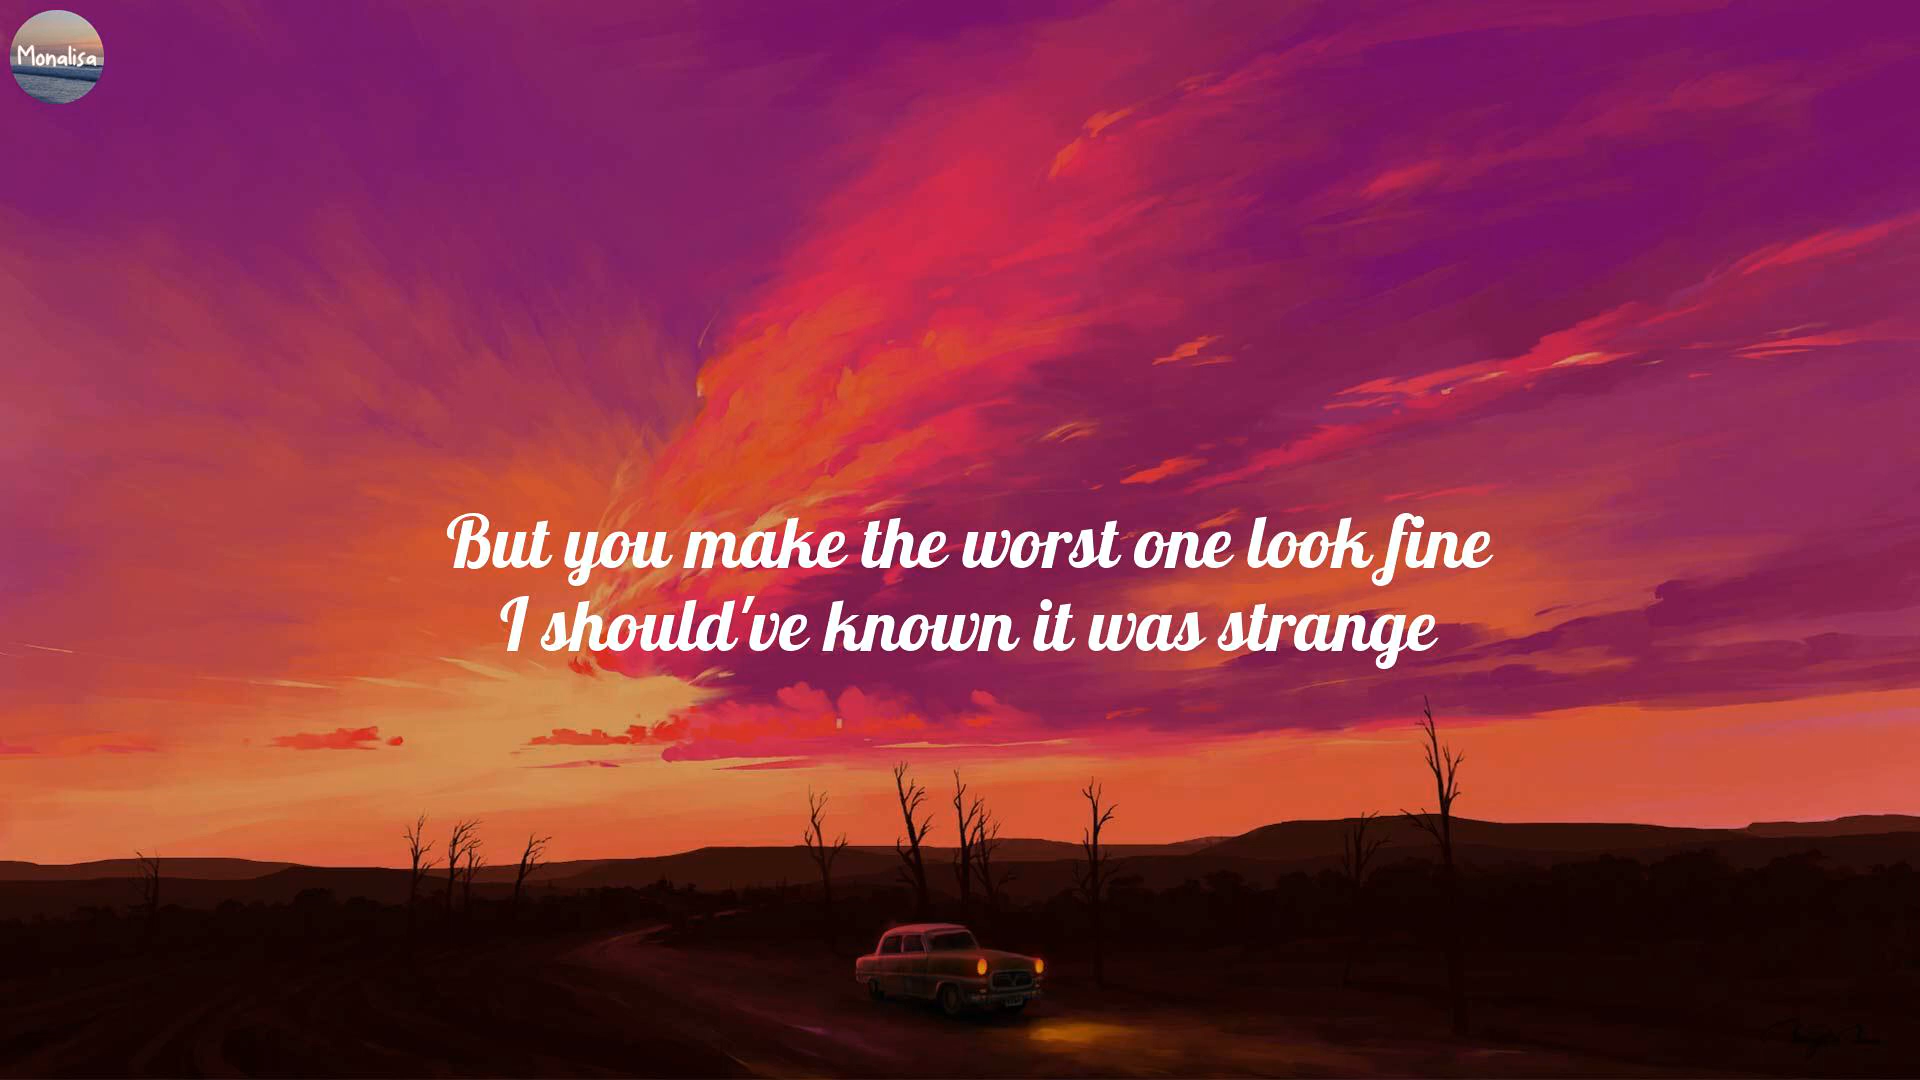 Monalisa
But you make the worst one look fine
I should've known it was strange